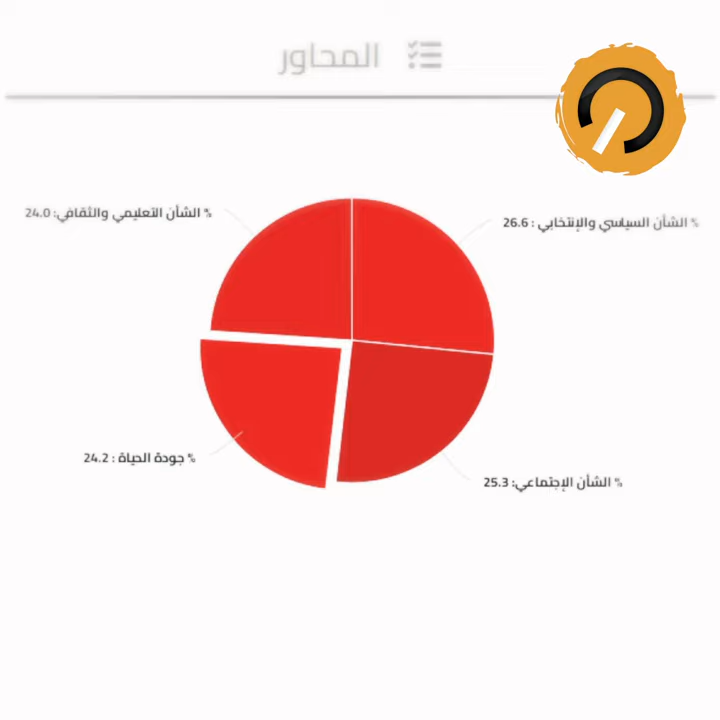 المحاور
% الشأن السياسي والإنتخابي : 26.6
% الشأن التعليمي والثقافي: 24.0
% جودة الحياة : 24.2
% الشأن الإجتماعي: 25.3